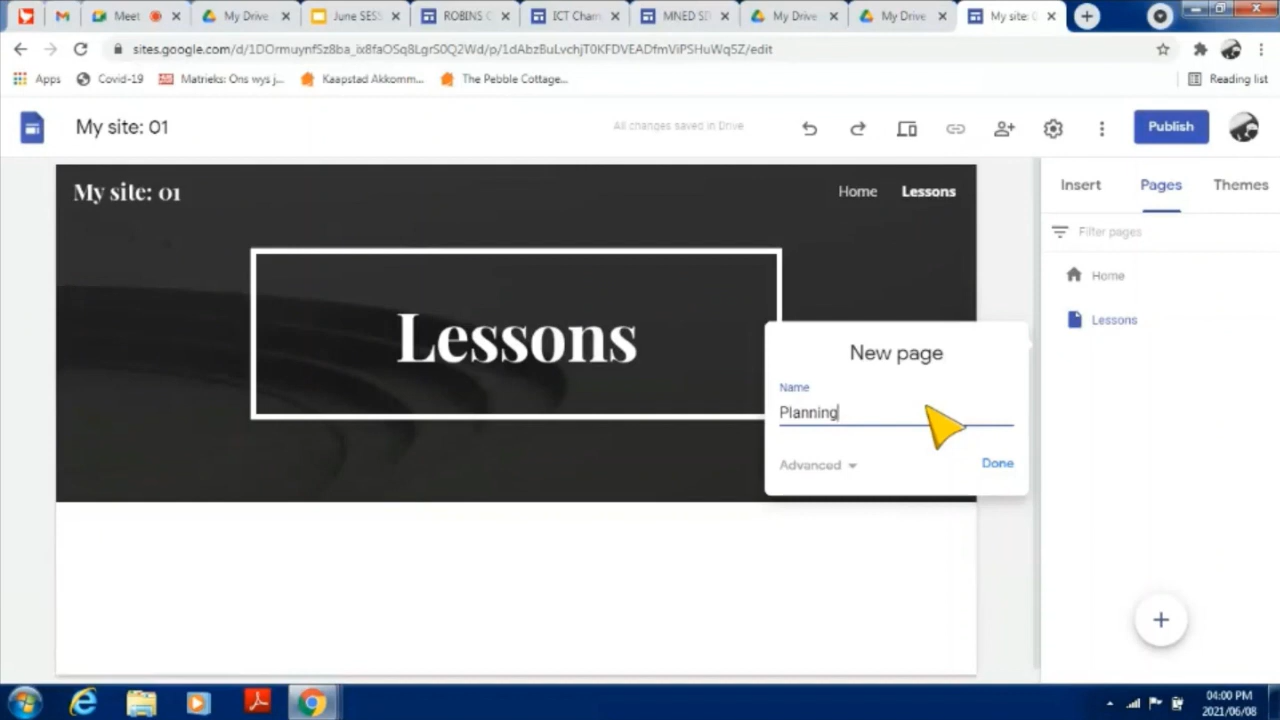 Meet
My Drive
June SESS
ROBINS
ICT Cham
MNED SI
My Drive
My Drive
My site: 0
sites.google.com/d/1DOrmuynfSz8ba_ix8faOSq8LgrS0Q2Wd/p/1dAbzBuLvchjT0KFDVEADfmViPSHuWq5Z/edit
Apps
Covid-19
Matrieks: Ons wys j...
Kaapstad Akkomm...
The Pebble Cottage...
Reading list
My site: 01
All changes saved in Drive
Publish
My site: 01
Home
Lessons
Insert
Pages
Themes
Filter pages
Home
Lessons
Lessons
New page
Name
Planning
Advanced
Done
04:00 PM
2021/06/08